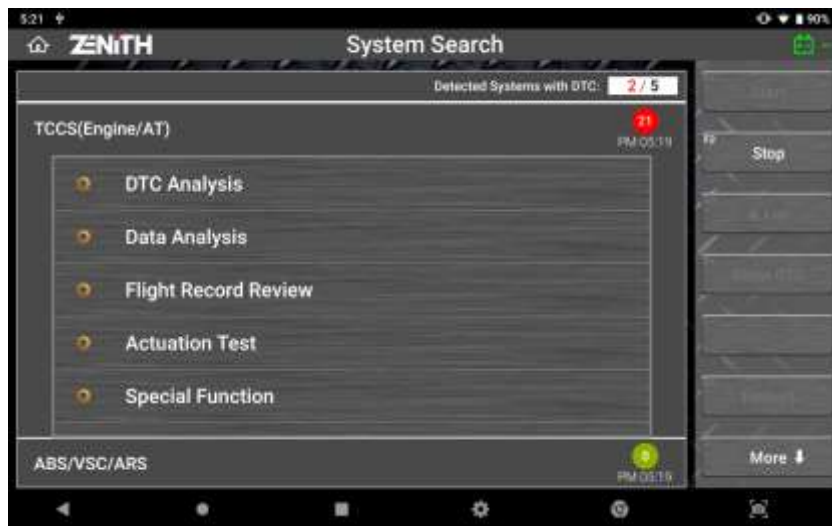 5:21
90%
ZENITH
System Search
Detected Systems with DTC: 2 / 5
TCCS(Engine/AT)
21
PM 05:19
DTC Analysis
Data Analysis
Flight Record Review
Actuation Test
Special Function
ABS/VSC/ARS
0
PM 05:19
Start
Stop
More